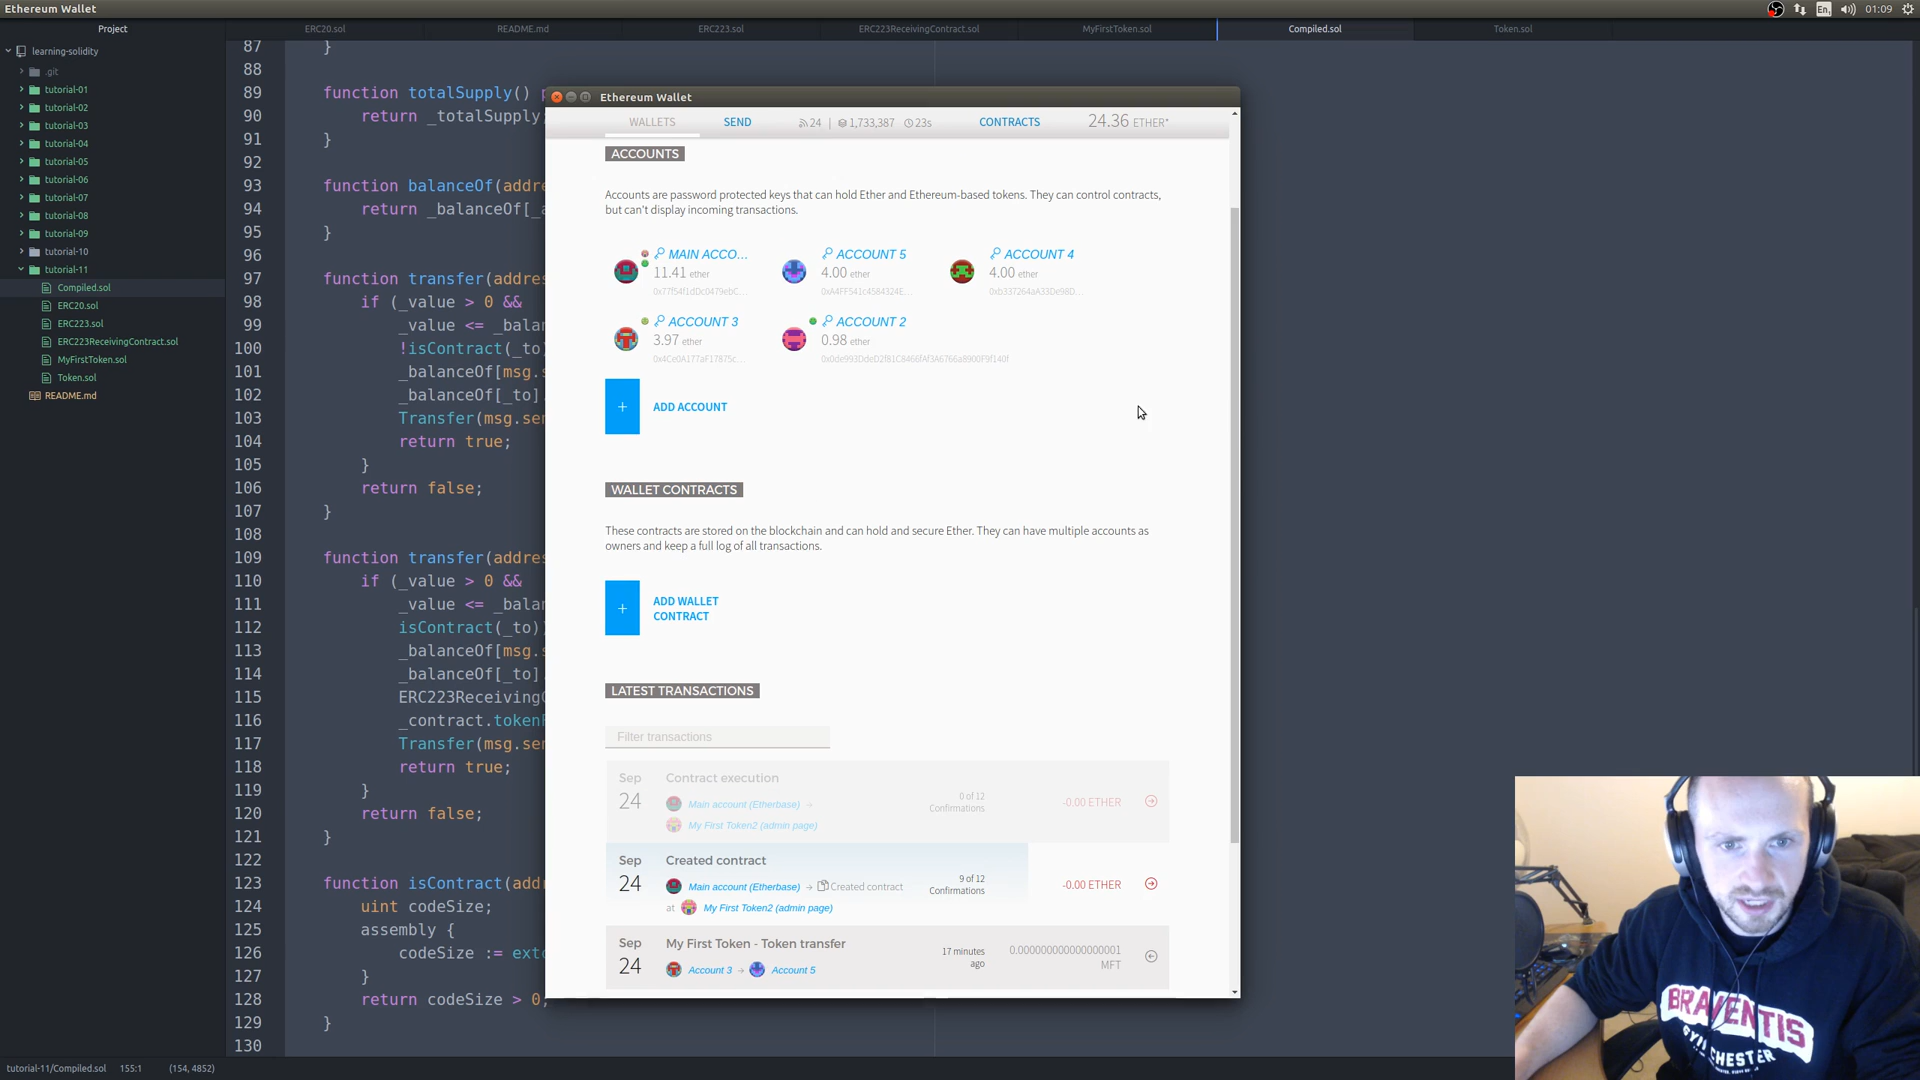 Ethereum Wallet
En
01:09
Project
ERC20.sol
README.md
ERC223.sol
ERC223ReceivingContract.sol
MyFirstToken.sol
Compiled.sol
Token.sol
learning-solidity
.git
tutorial-01
tutorial-02
tutorial-03
tutorial-04
tutorial-05
tutorial-06
tutorial-07
tutorial-08
tutorial-09
tutorial-10
tutorial-11
Compiled.sol
ERC20.sol
ERC223.sol
ERC223ReceivingContract.sol
MyFirstToken.sol
Token.sol
README.md
87 }
88
89 function totalSupply() p
90 return _totalSupply;
91 }
92
93 function balanceOf(addre
94 return _balanceOf[_a
95 }
96
97 function transfer(addres
98 if (_value > 0 &&
99 _value <= _balan
100 !isContract(_to)
101 _balanceOf[msg.s
102 _balanceOf[_to].
103 Transfer(msg.sen
104 return true;
105 }
106 return false;
107 }
108
109 function transfer(addres
110 if (_value > 0 &&
111 _value <= _balan
112 isContract(_to))
113 _balanceOf[msg.s
114 _balanceOf[_to].
115 ERC223ReceivingC
116 _contract.tokenF
117 Transfer(msg.sen
118 return true;
119 }
120 return false;
121 }
122
123 function isContract(addr
124 uint codeSize;
125 assembly {
126 codeSize := exto
127 }
128 return codeSize > 0;
129 }
130
Ethereum Wallet
WALLETS
SEND
24 | 1,733,387 23s
CONTRACTS
24.36 ETHER*
ACCOUNTS
Accounts are password protected keys that can hold Ether and Ethereum-based tokens. They can control contracts,
but can't display incoming transactions.
MAIN ACCO...
11.41 ether
0x77f54f1dDc0479ebC...
ACCOUNT 5
4.00 ether
0xA4FF541c4584324E...
ACCOUNT 4
4.00 ether
0xb337264aA33De98D...
ACCOUNT 3
3.97 ether
0x4Ce0A177aF17875c...
ACCOUNT 2
0.98 ether
+ ADD ACCOUNT
WALLET CONTRACTS
These contracts are stored on the blockchain and can hold and secure Ether. They can have multiple accounts as
owners and keep a full log of all transactions.
+ ADD WALLET
CONTRACT
LATEST TRANSACTIONS
Filter transactions
Sep
24
Contract execution
Main account (Etherbase) →
My First Token2 (admin page)
0 of 12
Confirmations
-0.00 ETHER
Sep
24
Created contract
Main account (Etherbase) → Created contract
at My First Token2 (admin page)
9 of 12
Confirmations
-0.00 ETHER
Sep
24
My First Token - Token transfer
Account 3 → Account 5
17 minutes
ago
0.000000000000000001
MFT
BRAVENTIS
GYM
CHESTER
tutorial-11/Compiled.sol 155:1 (154, 4852)